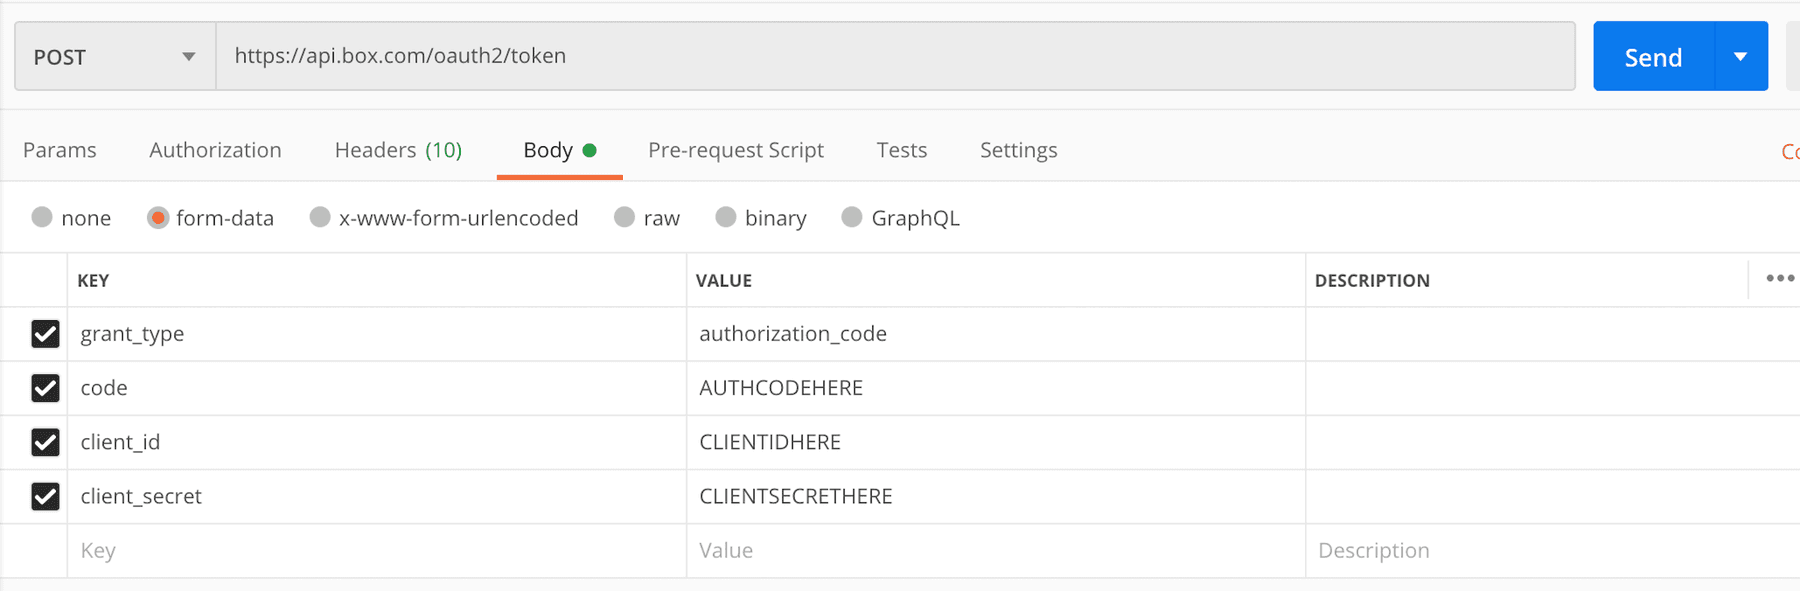 POST https://api.box.com/oauth2/token Send
Params Authorization Headers (10) Body Pre-request Script Tests Settings Co
none form-data x-www-form-urlencoded raw binary GraphQL
KEY VALUE DESCRIPTION
grant_type authorization_code
code AUTHCODEHERE
client_id CLIENTIDHERE
client_secret CLIENTSECRETHERE
Key Value Description